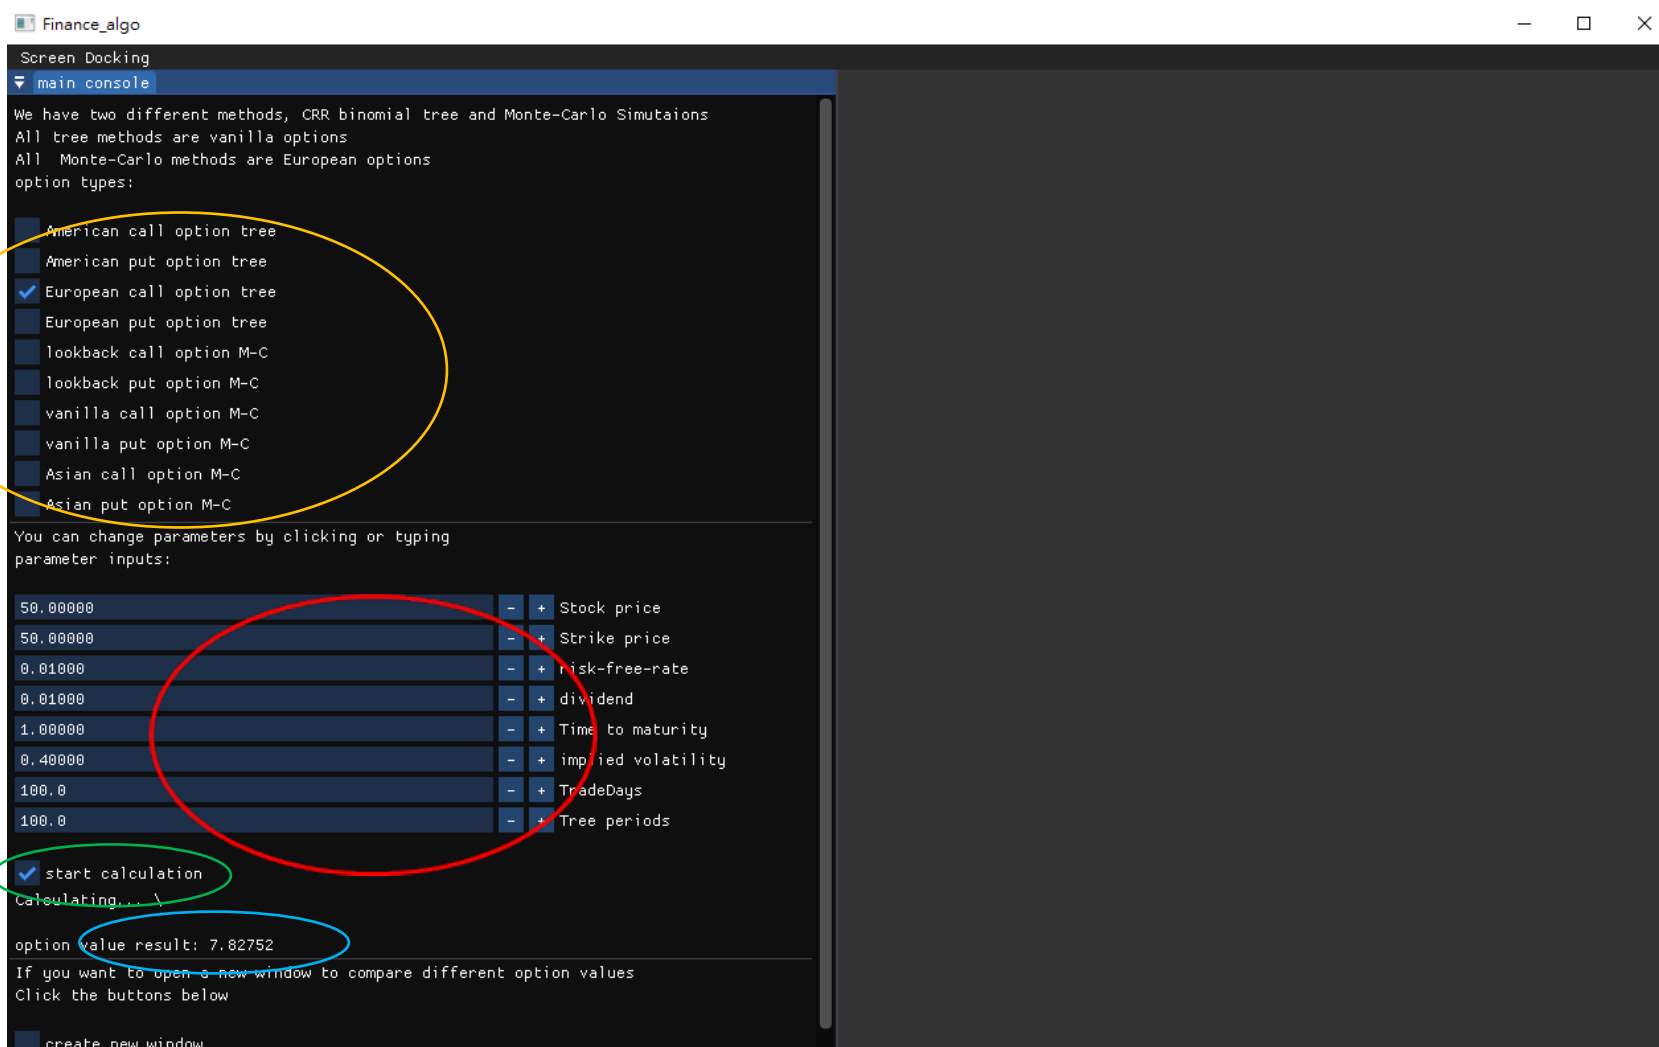 Finance_algo
Screen Docking
main console
We have two different methods, CRR binomial tree and Monte-Carlo Simutaions
All tree methods are vanilla options
All  Monte-Carlo methods are European options
option types:
American call option tree
American put option tree
European call option tree
European put option tree
lookback call option M-C
lookback put option M-C
vanilla call option M-C
vanilla put option M-C
Asian call option M-C
Asian put option M-C
You can change parameters by clicking or typing
parameter inputs:
50.00000 - + Stock price
50.00000 - + Strike price
0.01000 - + risk-free-rate
0.01000 - + dividend
1.00000 - + Time to maturity
0.40000 - + implied volatility
100.0 - + TradeDays
100.0 - + Tree periods
start calculation
Calculating... \
option value result: 7.82752
If you want to open a new window to compare different option values
Click the buttons below
create new window